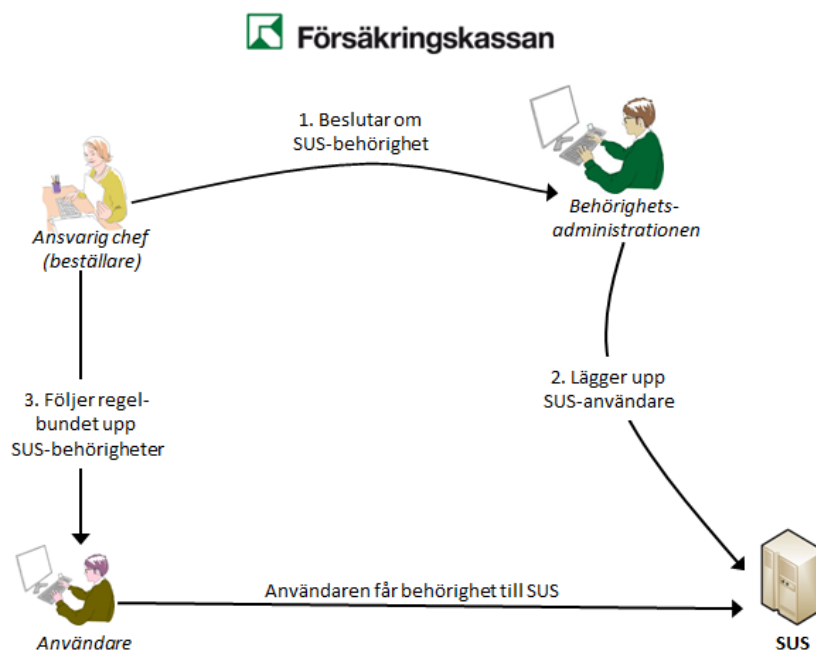 Försäkringskassan
1. Beslutar om
SUS-behörighet
Ansvarig chef
(beställare)
Behörighets-
administrationen
3. Följer regel-
bundet upp
SUS-behörigheter
2. Lägger upp
SUS-användare
Användaren får behörighet till SUS
Användare
SUS